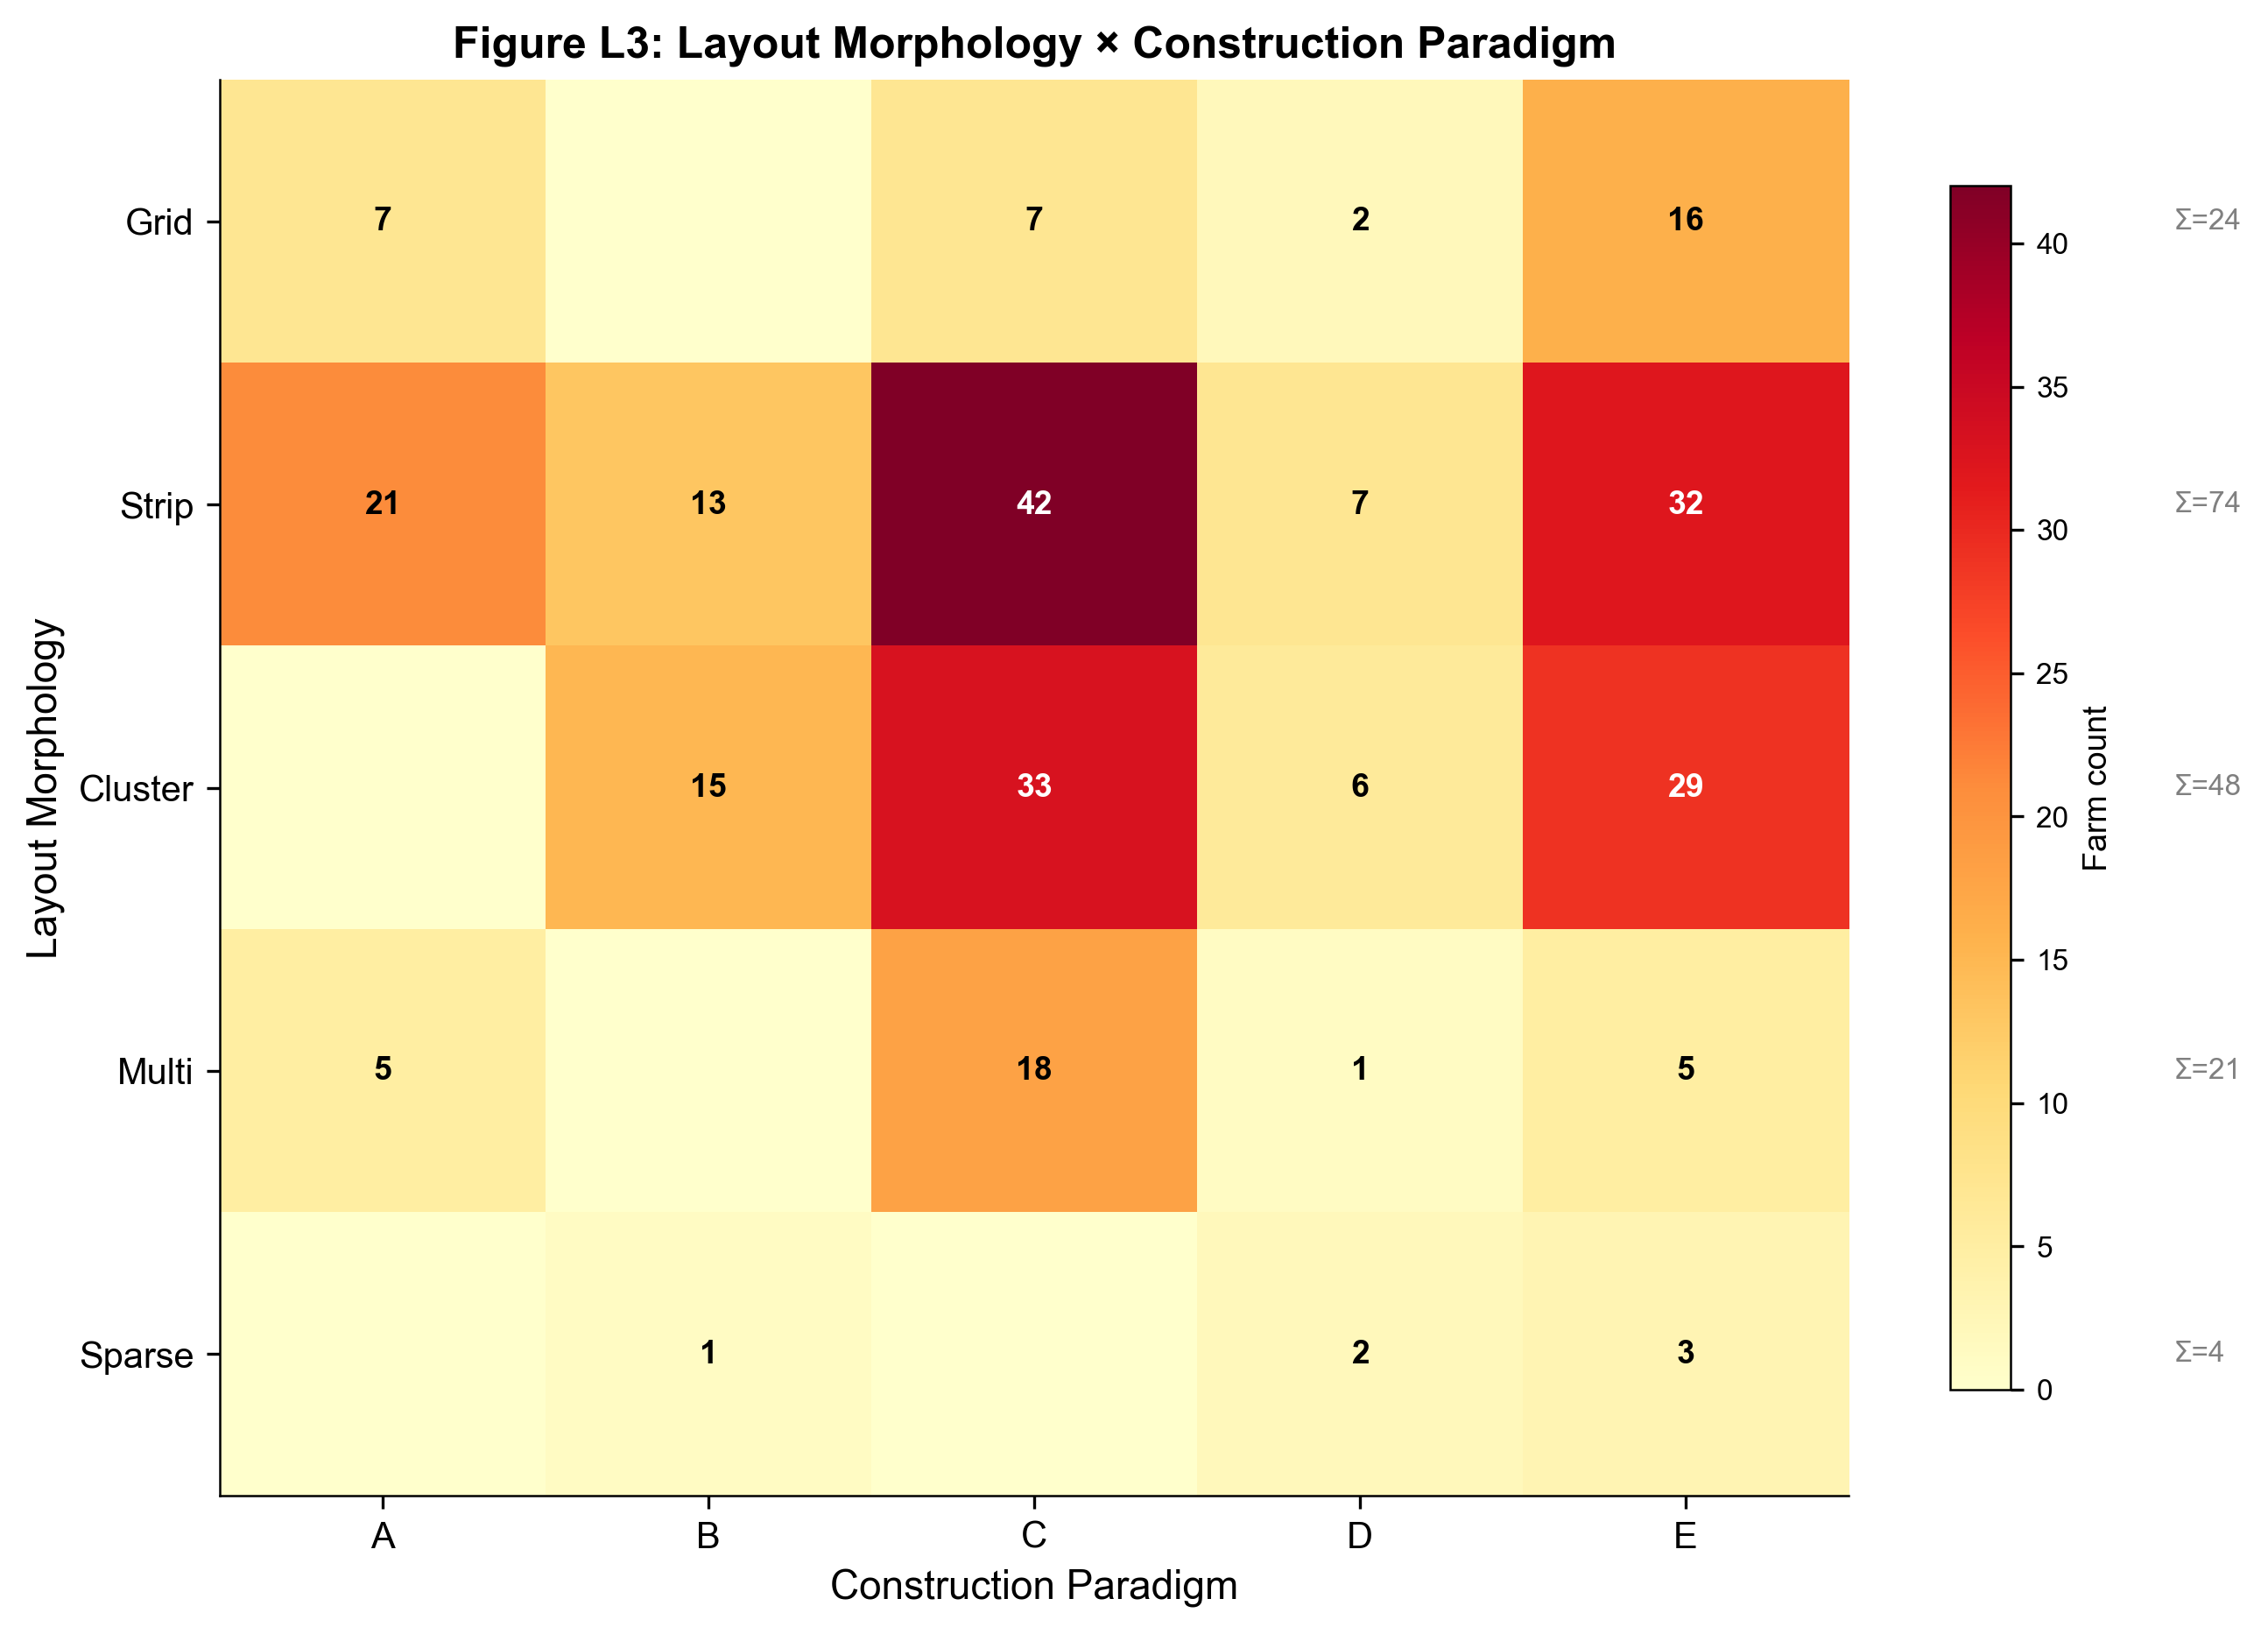 Figure L3: Layout Morphology × Construction Paradigm
Grid
7
7
2
16
Σ=24
Strip
21
13
42
7
32
Σ=74
Cluster
15
33
6
29
Σ=48
Multi
5
18
1
5
Σ=21
Sparse
1
2
3
Σ=4
A
B
C
D
E
Construction Paradigm
Layout Morphology
40
35
30
25
20
15
10
5
0
Farm count